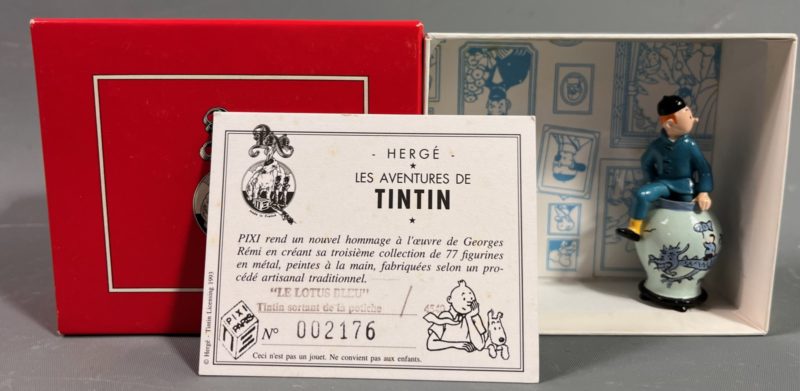 - HERGÉ -
LES AVENTURES DE
TINTIN
PIXI rend un nouvel hommage à l'œuvre de Georges
Rémi en créant sa troisième collection de 77 figurines
en métal, peintes à la main, fabriquées selon un pro-
cédé artisanal traditionnel.
"LE LOTUS BLEU"
Tintin sortant de la potiche /
PIXI
PARIS
N° 002176
Ceci n'est pas un jouet. Ne convient pas aux enfants.
© Hergé - Tintin Licensing 1993